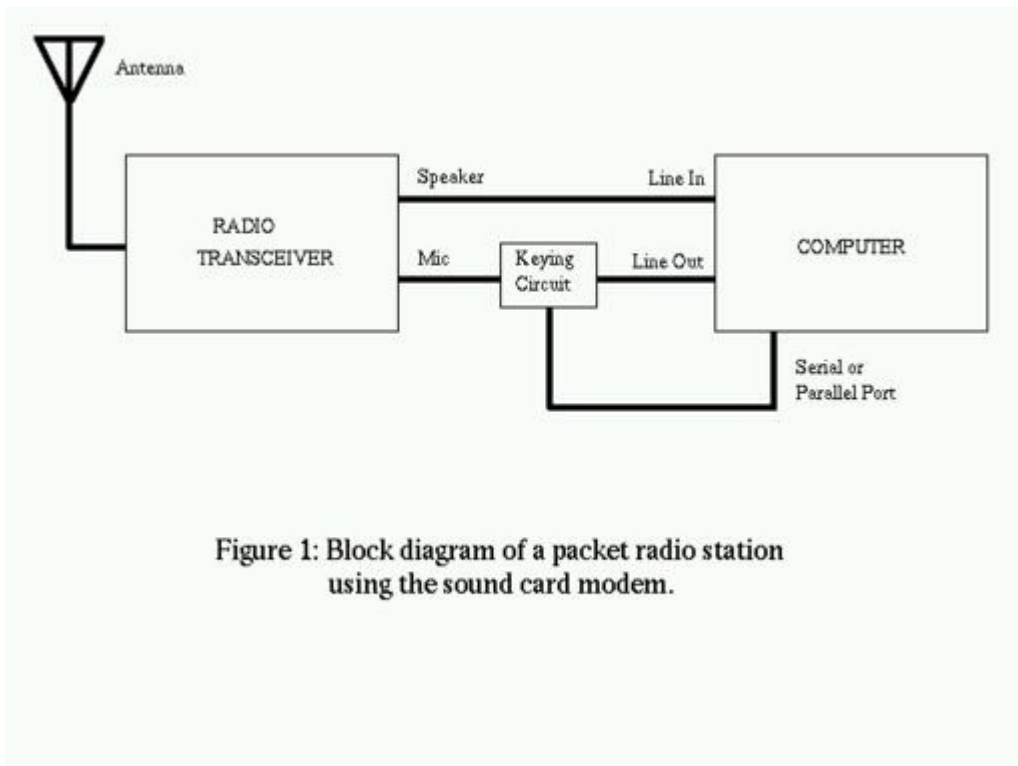 Antenna
Speaker
Line In
RADIO
TRANSCEIVER
COMPUTER
Mic
Keying
Circuit
Line Out
Serial or
Parallel Port
Figure 1: Block diagram of a packet radio station
using the sound card modem.